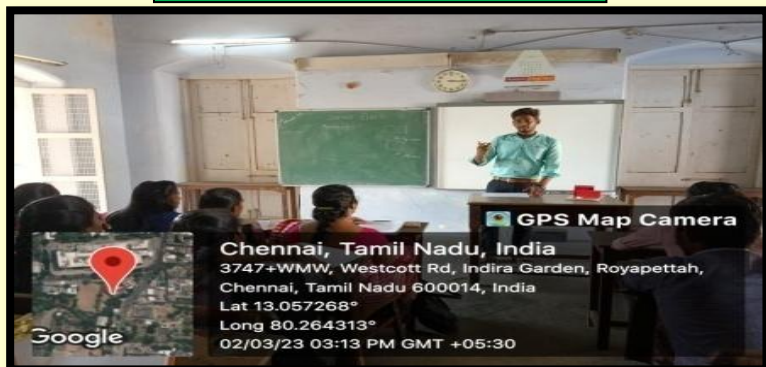 GPS Map Camera
Chennai, Tamil Nadu, India
3747+WMW, Westcott Rd, Indira Garden, Royapettah,
Chennai, Tamil Nadu 600014, India
Lat 13.057268°
Long 80.264313°
02/03/23 03:13 PM GMT +05:30
Google